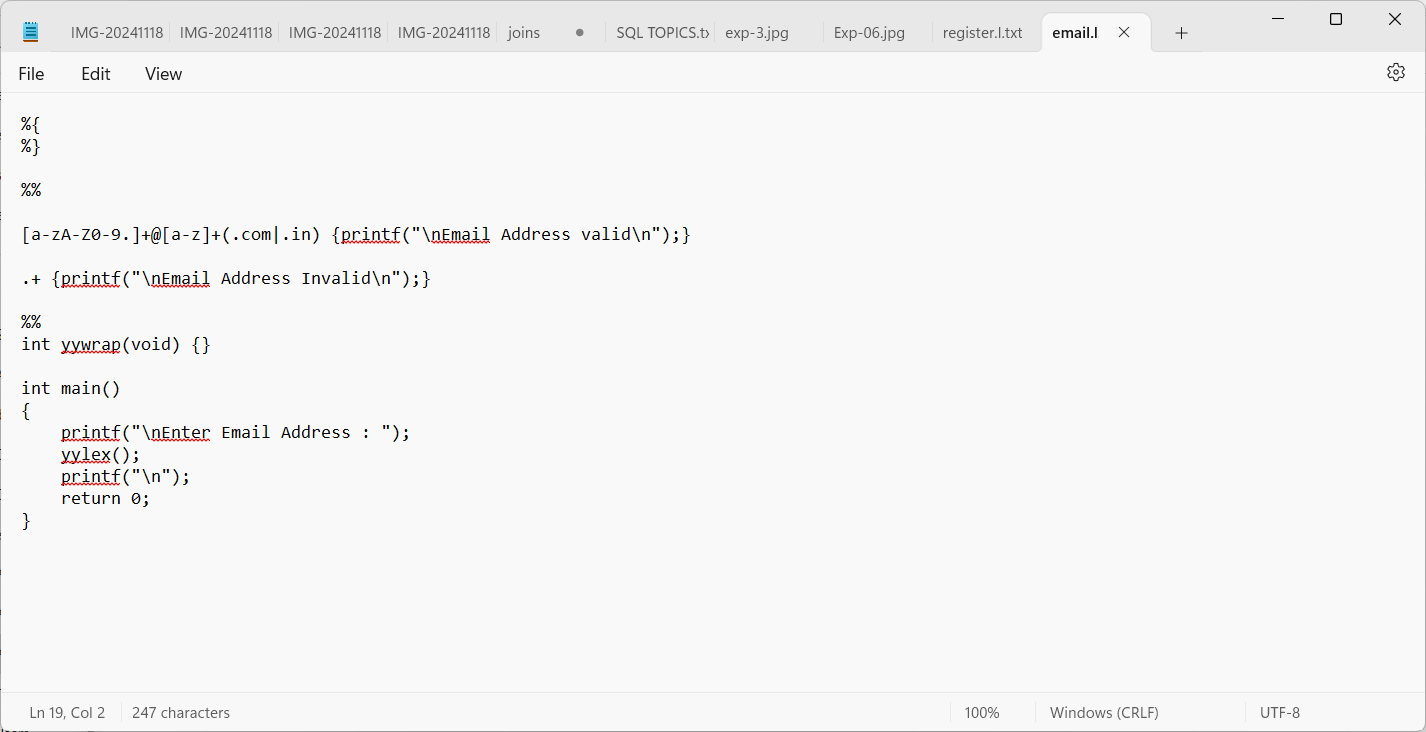 IMG-20241118 IMG-20241118 IMG-20241118 IMG-20241118 joins SQL TOPICS.tx exp-3.jpg Exp-06.jpg register.l.txt email.l
File Edit View
%{
%}
%%
[a-zA-Z0-9.]+@[a-z]+(.com|.in) {printf("\nEmail Address valid\n");}
.+ {printf("\nEmail Address Invalid\n");}
%%
int yywrap(void) {}
int main()
{
    printf("\nEnter Email Address : ");
    yylex();
    printf("\n");
    return 0;
}
Ln 19, Col 2 247 characters 100% Windows (CRLF) UTF-8